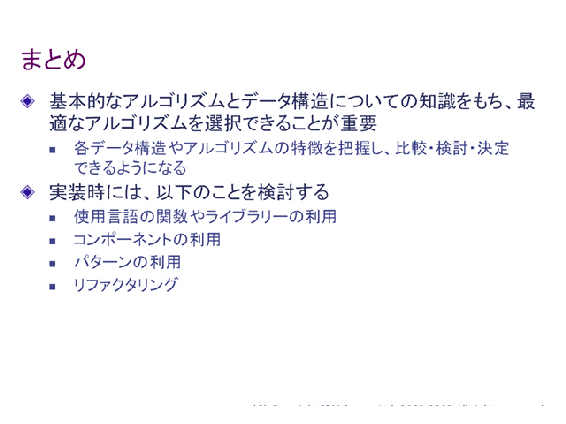 まとめ
基本的なアルゴリズムとデータ構造についての知識をもち、最
適なアルゴリズムを選択できることが重要
各データ構造やアルゴリズムの特徴を把握し、比較・検討・決定
できるようになる
実装時には、以下のことを検討する
使用言語の関数やライブラリーの利用
コンポーネントの利用
パターンの利用
リファクタリング